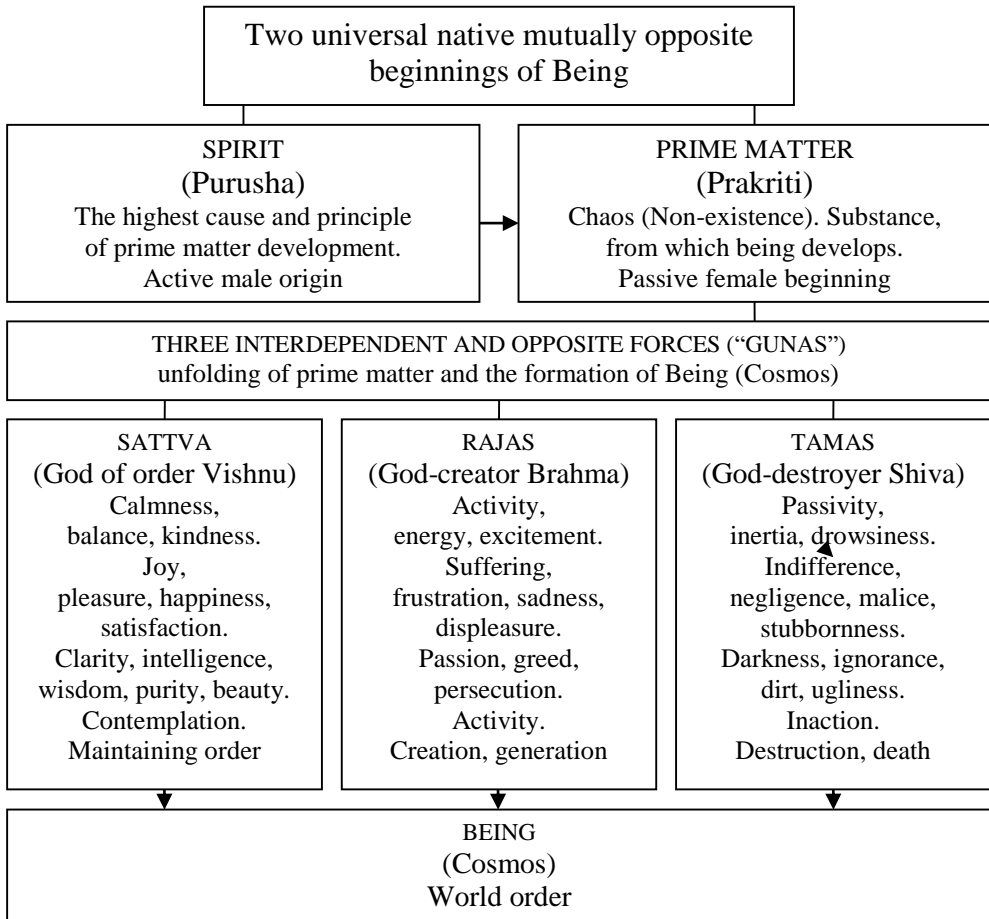 Two universal native mutually opposite
beginnings of Being
SPIRIT
(Purusha)
The highest cause and principle
of prime matter development.
Active male origin
PRIME MATTER
(Prakriti)
Chaos (Non-existence). Substance,
from which being develops.
Passive female beginning
THREE INTERDEPENDENT AND OPPOSITE FORCES (“GUNAS”)
unfolding of prime matter and the formation of Being (Cosmos)
SATTVA
(God of order Vishnu)
Calmness,
balance, kindness.
Joy,
pleasure, happiness,
satisfaction.
Clarity, intelligence,
wisdom, purity, beauty.
Contemplation.
Maintaining order
RAJAS
(God-creator Brahma)
Activity,
energy, excitement.
Suffering,
frustration, sadness,
displeasure.
Passion, greed,
persecution.
Activity.
Creation, generation
TAMAS
(God-destroyer Shiva)
Passivity,
inertia, drowsiness.
Indifference,
negligence, malice,
stubbornness.
Darkness, ignorance,
dirt, ugliness.
Inaction.
Destruction, death
BEING
(Cosmos)
World order